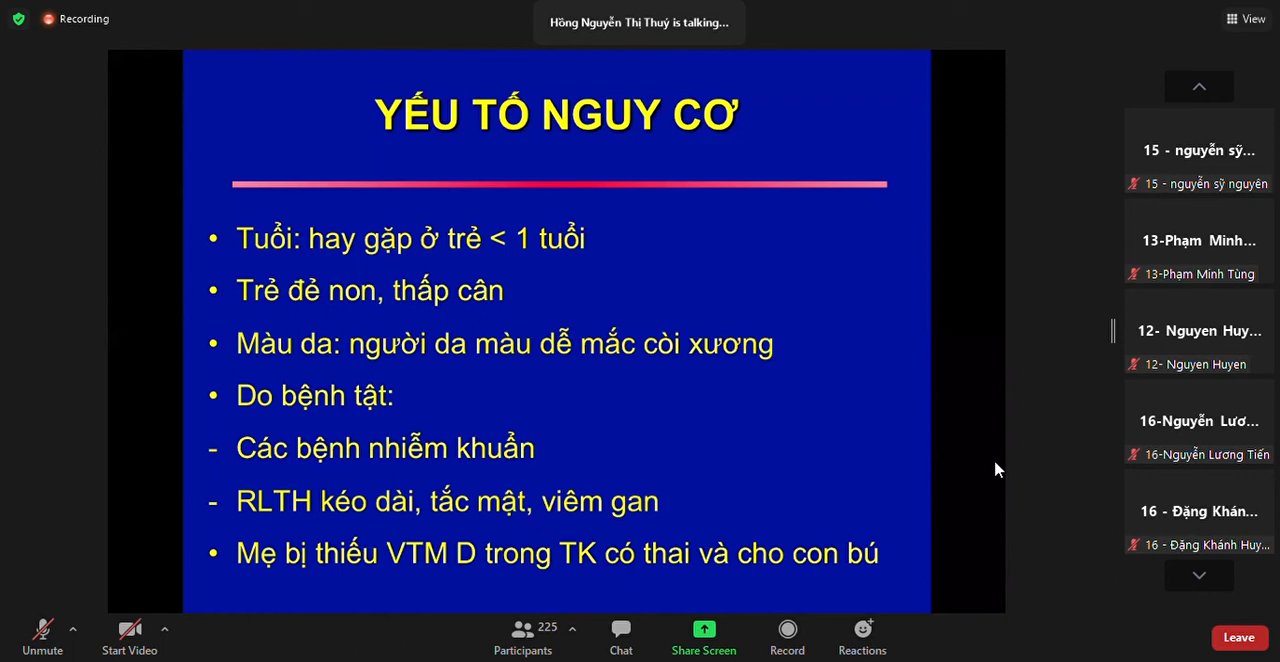 Recording
Hồng Nguyễn Thị Thuý is talking...
View
YẾU TỐ NGUY CƠ
• Tuổi: hay gặp ở trẻ < 1 tuổi
• Trẻ đẻ non, thấp cân
• Màu da: người da màu dễ mắc còi xương
• Do bệnh tật:
- Các bệnh nhiễm khuẩn
- RLTH kéo dài, tắc mật, viêm gan
• Mẹ bị thiếu VTM D trong TK có thai và cho con bú
15 - nguyễn sỹ...
15 - nguyễn sỹ nguyên
13-Phạm Minh...
13-Phạm Minh Tùng
12- Nguyen Huy...
12- Nguyen Huyen
16-Nguyễn Lươ...
16-Nguyễn Lương Tiến
16 - Đặng Khán...
16 - Đặng Khánh Huy...
Unmute
Start Video
225
Participants
Chat
Share Screen
Record
Reactions
Leave